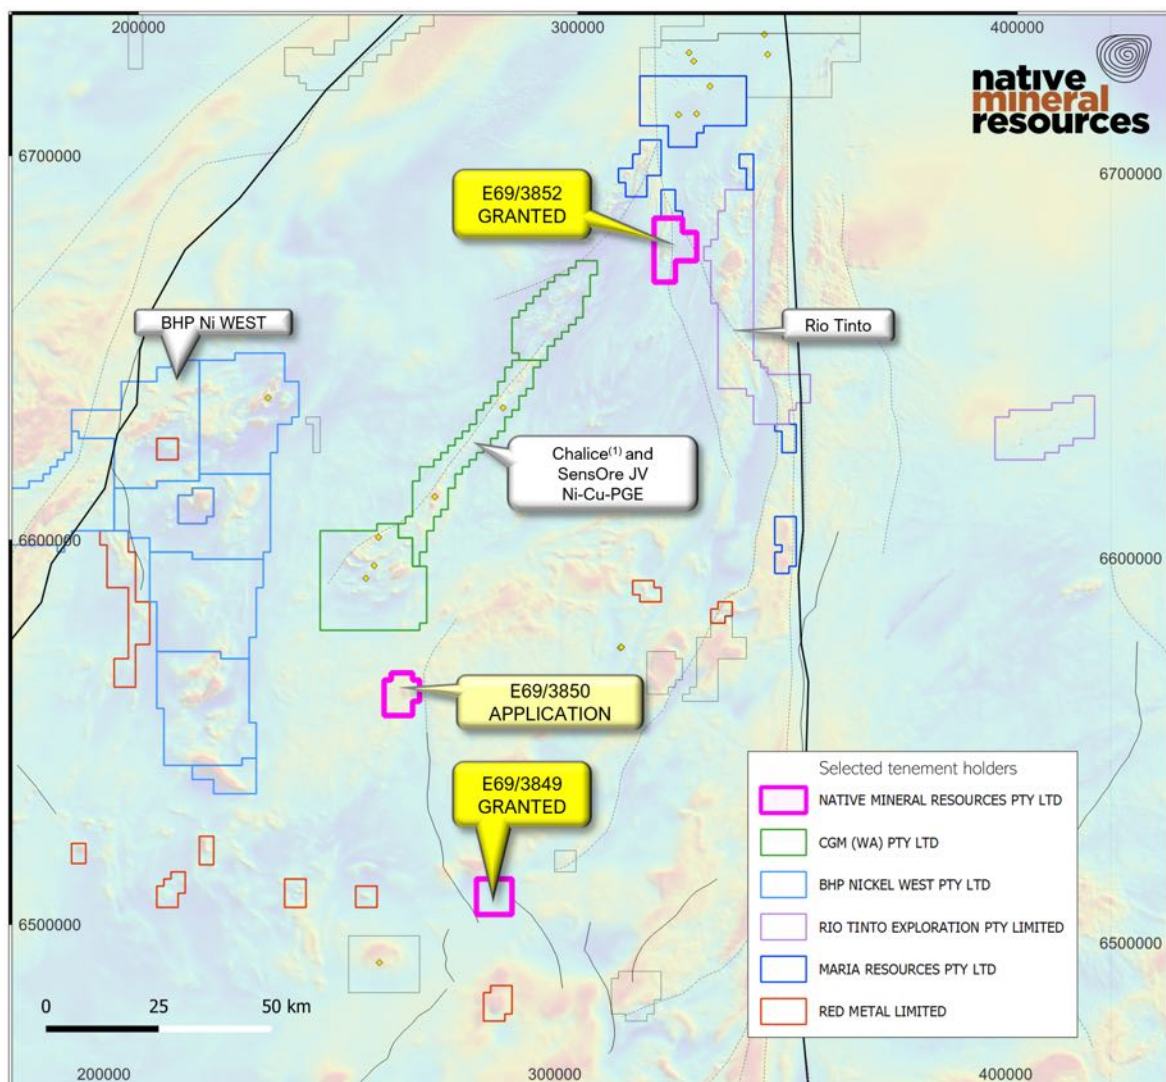 200000
300000
400000
native
mineral
resources
6700000
6700000
E69/3852
GRANTED
BHP Ni WEST
Rio Tinto
Chalice(1) and
SensOre JV
Ni-Cu-PGE
6600000
6600000
E69/3850
APPLICATION
E69/3849
GRANTED
Selected tenement holders
NATIVE MINERAL RESOURCES PTY LTD
CGM (WA) PTY LTD
BHP NICKEL WEST PTY LTD
RIO TINTO EXPLORATION PTY LIMITED
MARIA RESOURCES PTY LTD
RED METAL LIMITED
6500000
6500000
0 25 50 km
200000
300000
400000